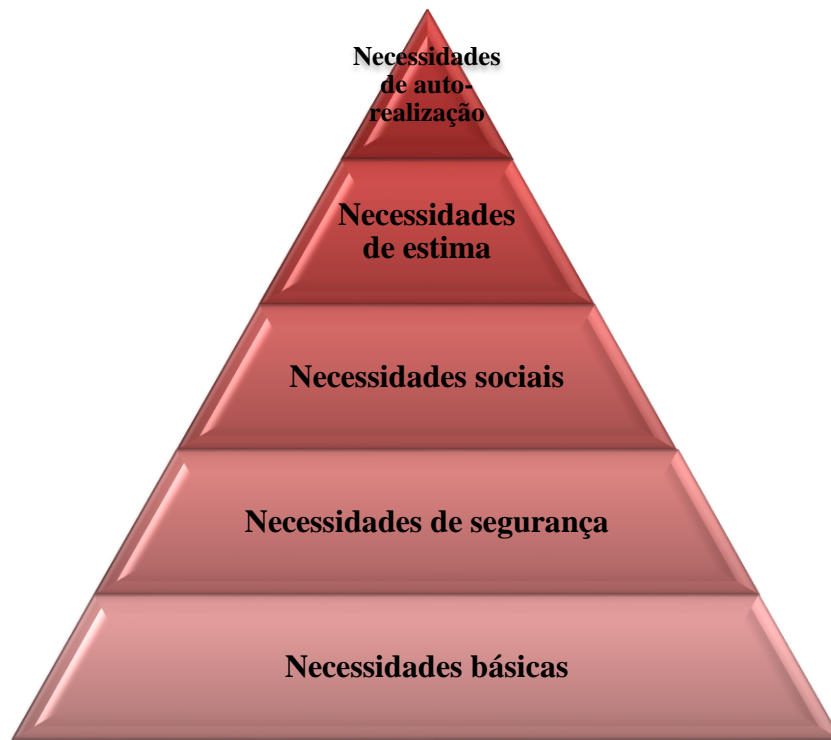 Necessidades
de auto-
realização
Necessidades
de estima
Necessidades sociais
Necessidades de segurança
Necessidades básicas